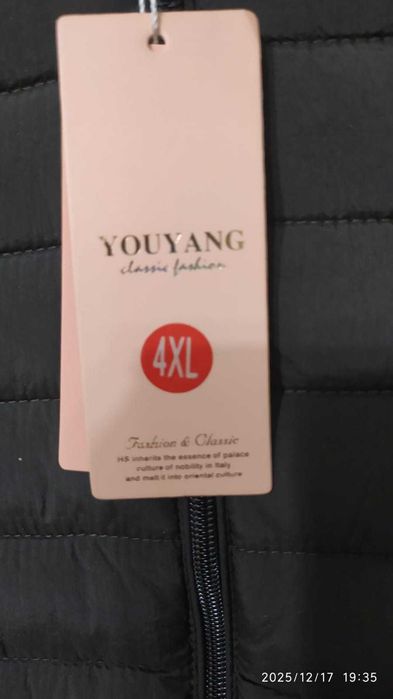 YOUYANG
classic fashion
4XL
Fashion & Classic
HS inherits the essence of palace
culture of nobility in Italy
and melt it into oriental culture
2025/12/17 19:35